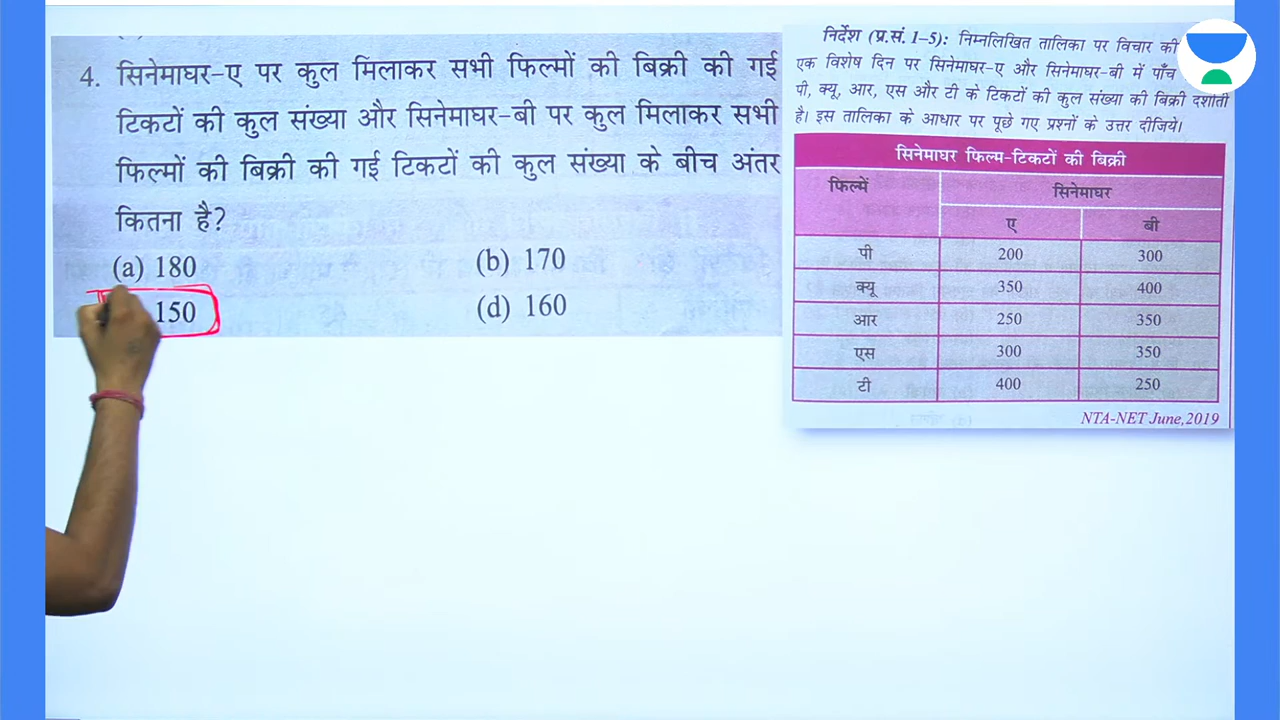 4. सिनेमाघर-ए पर कुल मिलाकर सभी फिल्मों की बिक्री की गई
टिकटों की कुल संख्या और सिनेमाघर-बी पर कुल मिलाकर सभी
फिल्मों की बिक्री की गई टिकटों की कुल संख्या के बीच अंतर
कितना है?
(a) 180 (b) 170
150 (d) 160
निर्देश (प्र.सं. 1–5): निम्नलिखित तालिका पर विचार की
एक विशेष दिन पर सिनेमाघर-ए और सिनेमाघर-बी में पाँच
पी, क्यू, आर, एस और टी के टिकटों की कुल संख्या की बिक्री दर्शाती
है। इस तालिका के आधार पर पूछे गए प्रश्नों के उत्तर दीजिये।
सिनेमाघर फिल्म-टिकटों की बिक्री
फिल्में सिनेमाघर
ए बी
पी 200 300
क्यू 350 400
आर 250 350
एस 300 350
टी 400 250
NTA-NET June,2019